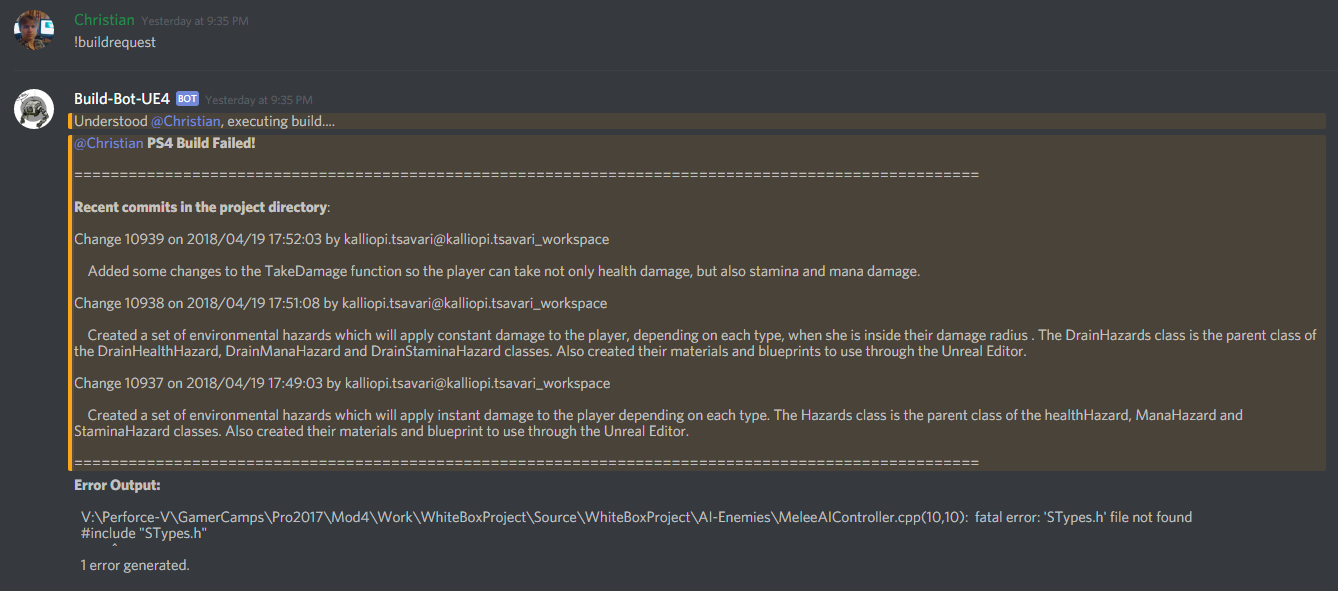 Christian Yesterday at 9:35 PM
!buildrequest
Build-Bot-UE4 BOT Yesterday at 9:35 PM
Understood @Christian, executing build....
@Christian PS4 Build Failed!
====================================================================================================
Recent commits in the project directory:
Change 10939 on 2018/04/19 17:52:03 by kalliopi.tsavari@kalliopi.tsavari_workspace
Added some changes to the TakeDamage function so the player can take not only health damage, but also stamina and mana damage.
Change 10938 on 2018/04/19 17:51:08 by kalliopi.tsavari@kalliopi.tsavari_workspace
Created a set of environmental hazards which will apply constant damage to the player, depending on each type, when she is inside their damage radius . The DrainHazards class is the parent class of
the DrainHealthHazard, DrainManaHazard and DrainStaminaHazard classes. Also created their materials and blueprints to use through the Unreal Editor.
Change 10937 on 2018/04/19 17:49:03 by kalliopi.tsavari@kalliopi.tsavari_workspace
Created a set of environmental hazards which will apply instant damage to the player depending on each type. The Hazards class is the parent class of the healthHazard, ManaHazard and
StaminaHazard classes. Also created their materials and blueprint to use through the Unreal Editor.
====================================================================================================
Error Output:
V:\Perforce-V\GamerCamps\Pro2017\Mod4\Work\WhiteBoxProject\Source\WhiteBoxProject\AI-Enemies\MeleeAIController.cpp(10,10): fatal error: 'STypes.h' file not found
#include "STypes.h"
^
1 error generated.